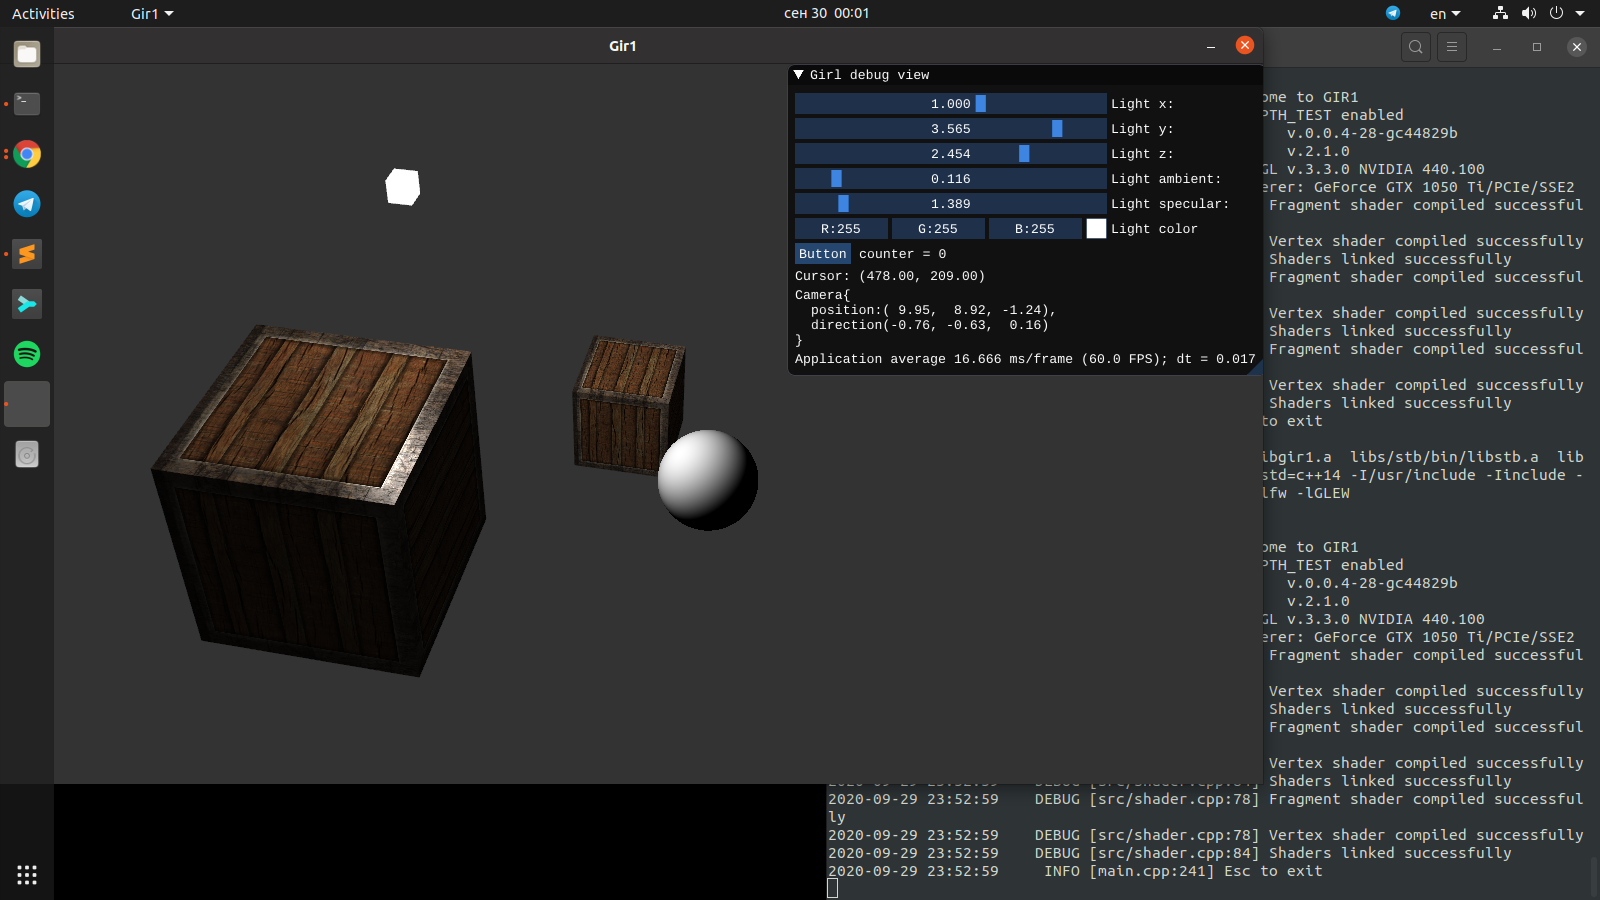 Activities
Gir1
сен 30 00:01
en
Gir1
Girl debug view
1.000 Light x:
3.565 Light y:
2.454 Light z:
0.116 Light ambient:
1.389 Light specular:
R:255 G:255 B:255 Light color
Button counter = 0
Cursor: (478.00, 209.00)
Camera{
position:( 9.95, 8.92, -1.24),
direction(-0.76, -0.63, 0.16)
}
Application average 16.666 ms/frame (60.0 FPS); dt = 0.017
ome to GIR1
PTH_TEST enabled
v.0.0.4-28-gc44829b
v.2.1.0
GL v.3.3.0 NVIDIA 440.100
erer: GeForce GTX 1050 Ti/PCIe/SSE2
Fragment shader compiled successful
Vertex shader compiled successfully
Shaders linked successfully
Fragment shader compiled successful
Vertex shader compiled successfully
Shaders linked successfully
Fragment shader compiled successful
Vertex shader compiled successfully
Shaders linked successfully
to exit
ibgir1.a libs/stb/bin/libstb.a lib
std=c++14 -I/usr/include -Iinclude -
lfw -lGLEW
ome to GIR1
PTH_TEST enabled
v.0.0.4-28-gc44829b
v.2.1.0
GL v.3.3.0 NVIDIA 440.100
erer: GeForce GTX 1050 Ti/PCIe/SSE2
Fragment shader compiled successful
Vertex shader compiled successfully
Shaders linked successfully
Fragment shader compiled successful
Vertex shader compiled successfully
2020-09-29 23:52:59 DEBUG [src/shader.cpp:84] Shaders linked successfully
2020-09-29 23:52:59 DEBUG [src/shader.cpp:78] Fragment shader compiled successful
ly
2020-09-29 23:52:59 DEBUG [src/shader.cpp:78] Vertex shader compiled successfully
2020-09-29 23:52:59 DEBUG [src/shader.cpp:84] Shaders linked successfully
2020-09-29 23:52:59 INFO [main.cpp:241] Esc to exit